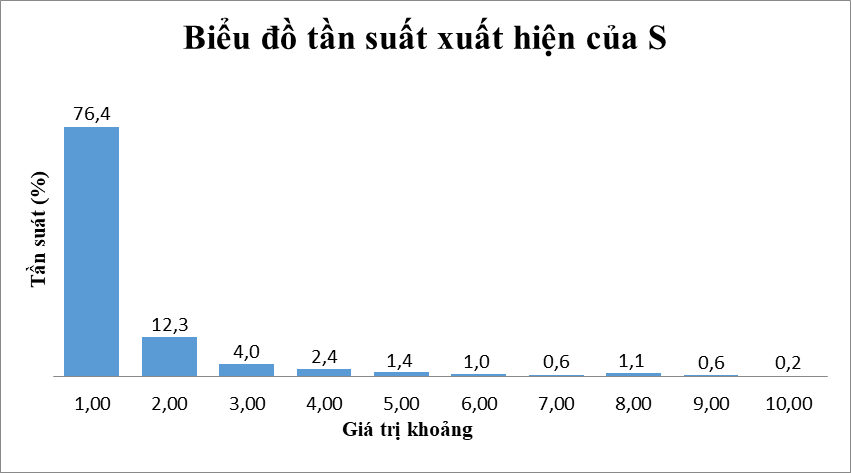 Biểu đồ tần suất xuất hiện của S
Tần suát (%)
76,4
12,3
4,0
2,4
1,4
1,0
0,6
1,1
0,6
0,2
1,00 2,00 3,00 4,00 5,00 6,00 7,00 8,00 9,00 10,00
Giá trị khoảng